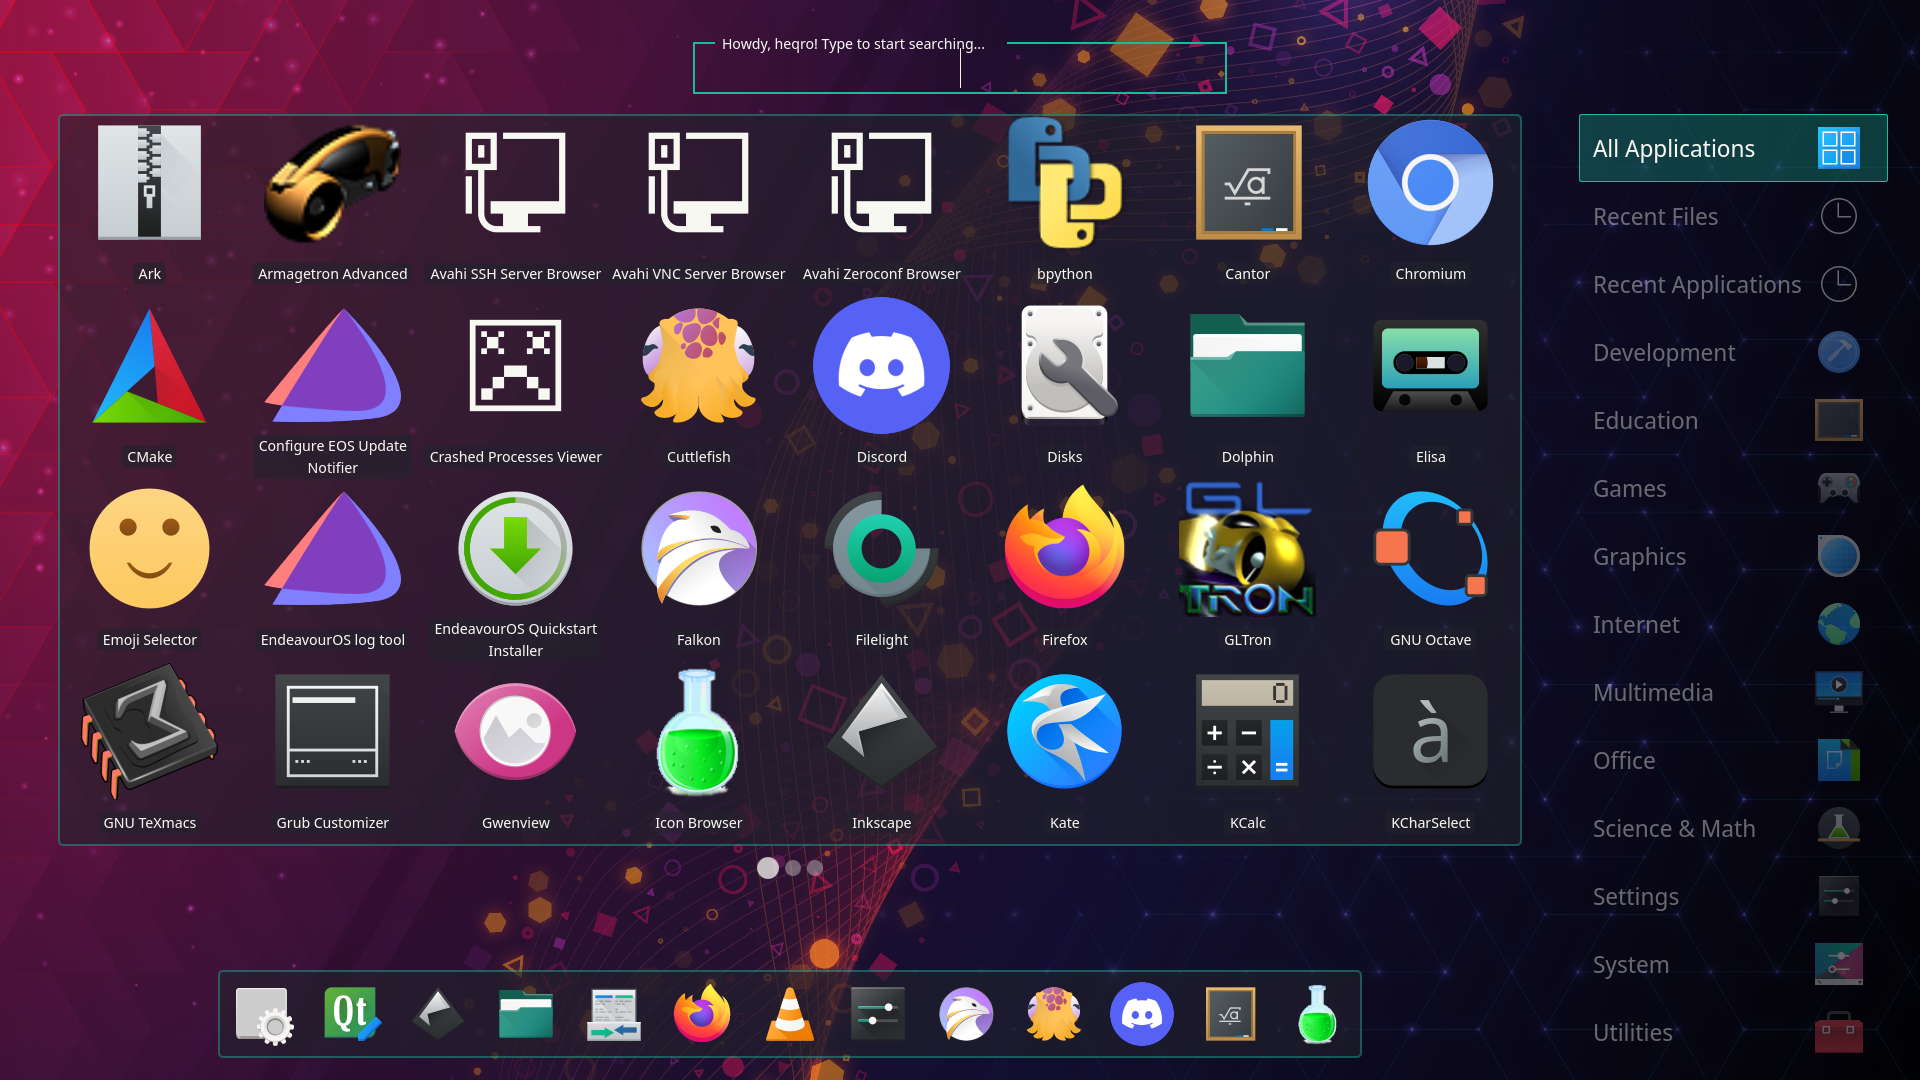 Howdy, heqro! Type to start searching...
All Applications
Recent Files
Recent Applications
Development
Education
Games
Graphics
Internet
Multimedia
Office
Science & Math
Settings
System
Utilities
√a
Ark
Armagetron Advanced
Avahi SSH Server Browser
Avahi VNC Server Browser
Avahi Zeroconf Browser
bpython
Cantor
Chromium
CMake
Configure EOS Update
Notifier
Crashed Processes Viewer
Cuttlefish
Discord
Disks
Dolphin
Elisa
GL
TRON
Emoji Selector
EndeavourOS log tool
EndeavourOS Quickstart
Installer
Falkon
Filelight
Firefox
GLTron
GNU Octave
0
+ −
÷ × =
à
GNU TeXmacs
Grub Customizer
Gwenview
Icon Browser
Inkscape
Kate
KCalc
KCharSelect
Qt
√a